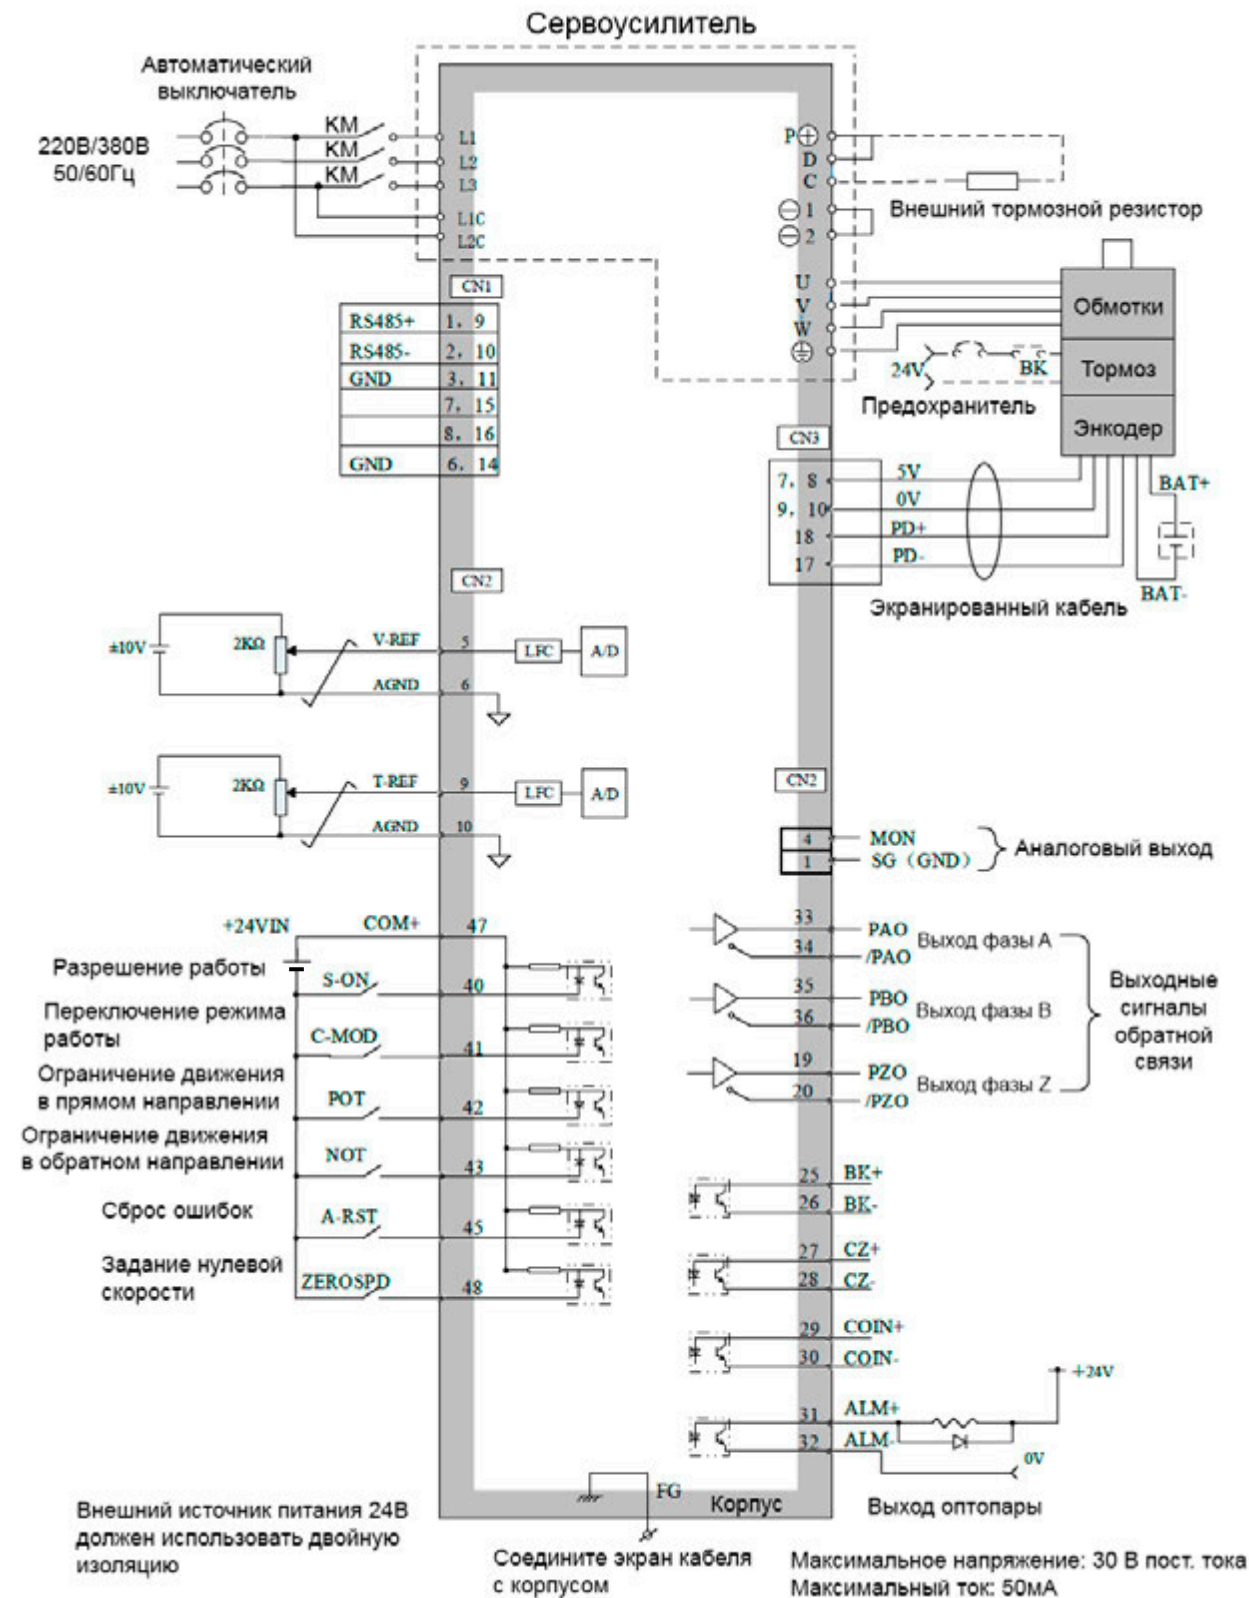 Сервоусилитель
Автоматический
выключатель
220В/380В
50/60Гц
KM
KM
KM
L1
L2
L3
L1C
L2C
P
D
C
1
2
Внешний тормозной резистор
U
V
W
Обмотки
Тормоз
Энкодер
24V
BK
Предохранитель
CN1
RS485+ 1, 9
RS485- 2, 10
GND 3, 11
7, 15
8, 16
GND 6, 14
CN3
7, 8 5V
9, 10 0V
18 PD+
17 PD-
BAT+
BAT-
Экранированный кабель
CN2
±10V 2KΩ V-REF 5 LFC A/D
AGND 6
±10V 2KΩ T-REF 9 LFC A/D
AGND 10
CN2
4 MON
1 SG (GND)
Аналоговый выход
+24VIN COM+ 47
Разрешение работы
S-ON 40
Переключение режима
работы
C-MOD 41
Ограничение движения
в прямом направлении
POT 42
Ограничение движения
в обратном направлении
NOT 43
Сброс ошибок
A-RST 45
Задание нулевой
скорости
ZEROSPD 48
33 PAO
34 /PAO
Выход фазы A
35 PBO
36 /PBO
Выход фазы B
19 PZO
20 /PZO
Выход фазы Z
Выходные
сигналы
обратной
связи
25 BK+
26 BK-
27 CZ+
28 CZ-
29 COIN+
30 COIN-
31 ALM+
32 ALM-
+24V
0V
FG
Корпус
Выход оптопары
Внешний источник питания 24В
должен использовать двойную
изоляцию
Соедините экран кабеля
с корпусом
Максимальное напряжение: 30 В пост. тока
Максимальный ток: 50мА